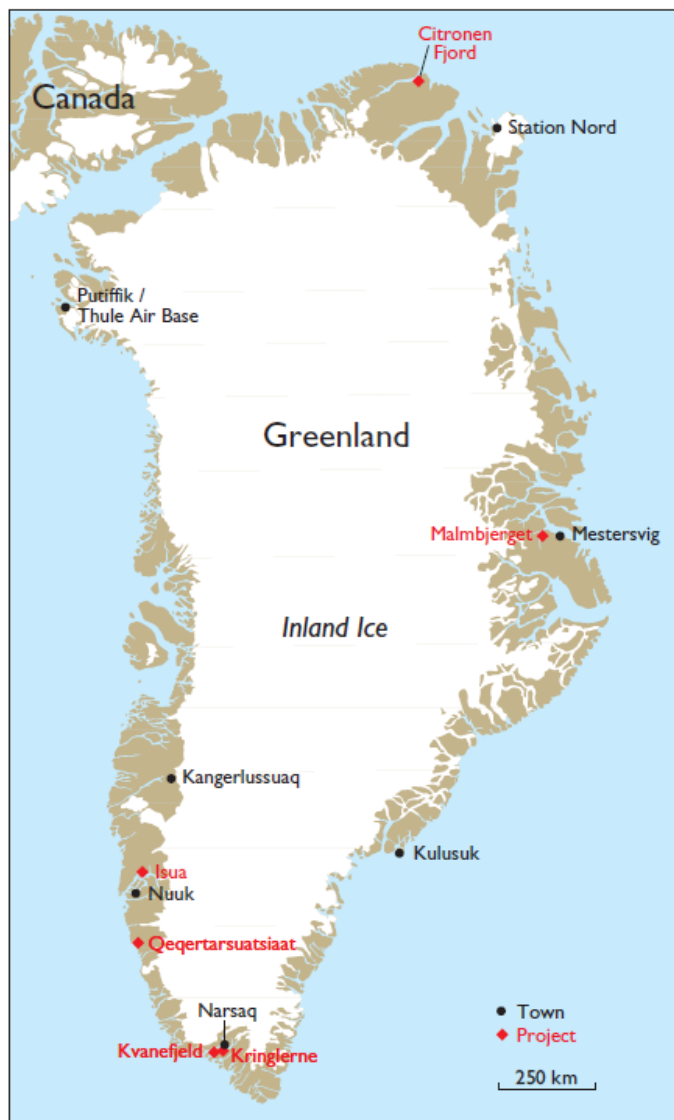 Citronen
Fjord
Canada
Station Nord
Putiffik /
Thule Air Base
Greenland
Malmbjerget
Mestersvig
Inland Ice
Kangerlussuaq
Kulusuk
Isua
Nuuk
Qeqertarsuatsiaat
Narsaq
Kvanefjeld
Kringlerne
Town
Project
250 km